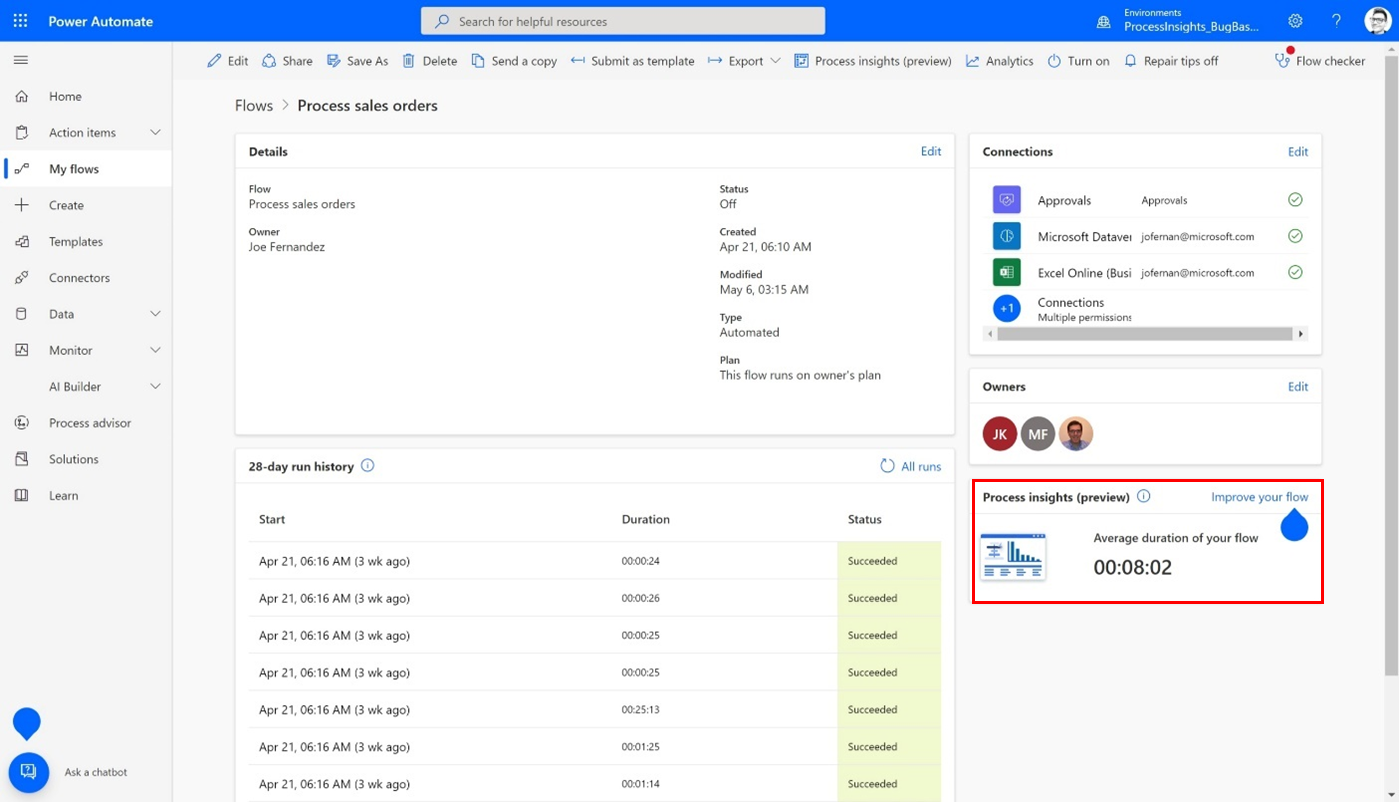 Power Automate
Search for helpful resources
Environments
ProcessInsights_BugBas...
?
Edit
Share
Save As
Delete
Send a copy
Submit as template
Export
Process insights (preview)
Analytics
Turn on
Repair tips off
Flow checker
Home
Action items
My flows
Create
Templates
Connectors
Data
Monitor
AI Builder
Process advisor
Solutions
Learn
Ask a chatbot
Flows > Process sales orders
Details
Edit
Flow
Process sales orders
Owner
Joe Fernandez
Status
Off
Created
Apr 21, 06:10 AM
Modified
May 6, 03:15 AM
Type
Automated
Plan
This flow runs on owner's plan
28-day run history
All runs
Start Duration Status
Apr 21, 06:16 AM (3 wk ago) 00:00:24 Succeeded
Apr 21, 06:16 AM (3 wk ago) 00:00:26 Succeeded
Apr 21, 06:16 AM (3 wk ago) 00:00:25 Succeeded
Apr 21, 06:16 AM (3 wk ago) 00:00:25 Succeeded
Apr 21, 06:16 AM (3 wk ago) 00:25:13 Succeeded
Apr 21, 06:16 AM (3 wk ago) 00:01:25 Succeeded
Apr 21, 06:16 AM (3 wk ago) 00:01:14 Succeeded
Connections
Edit
Approvals Approvals
Microsoft Dataver jofernan@microsoft.com
Excel Online (Busi jofernan@microsoft.com
+1
Connections
Multiple permissions
Owners
Edit
JK
MF
Process insights (preview)
Improve your flow
Average duration of your flow
00:08:02